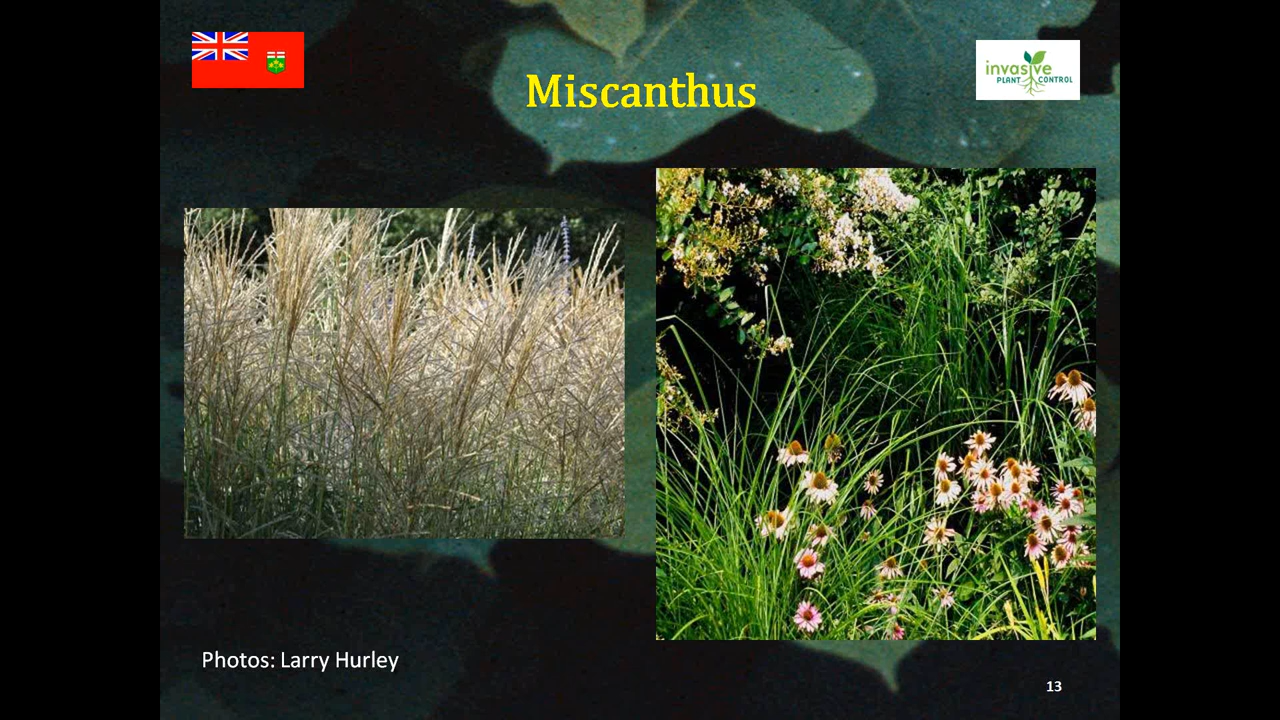 Miscanthus
invasive
PLANT CONTROL
Photos: Larry Hurley
13